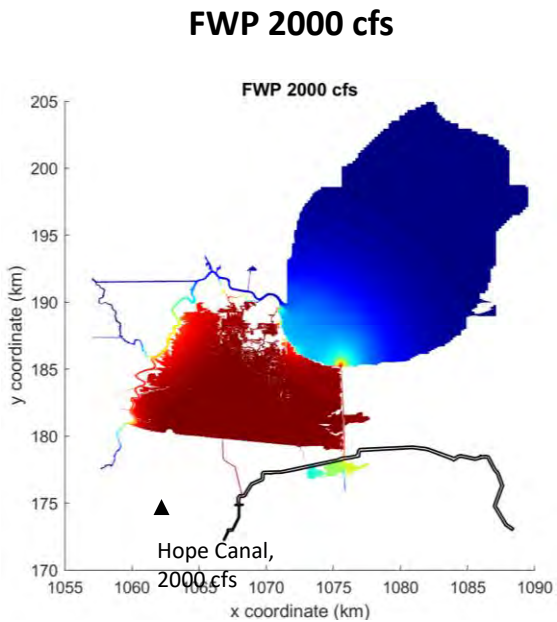 FWP 2000 cfs
FWP 2000 cfs
205
200
195
190
185
180
175
170
y coordinate (km)
Hope Canal,
2000 cfs
1055
1060
1065
1070
1075
1080
1085
1090
x coordinate (km)